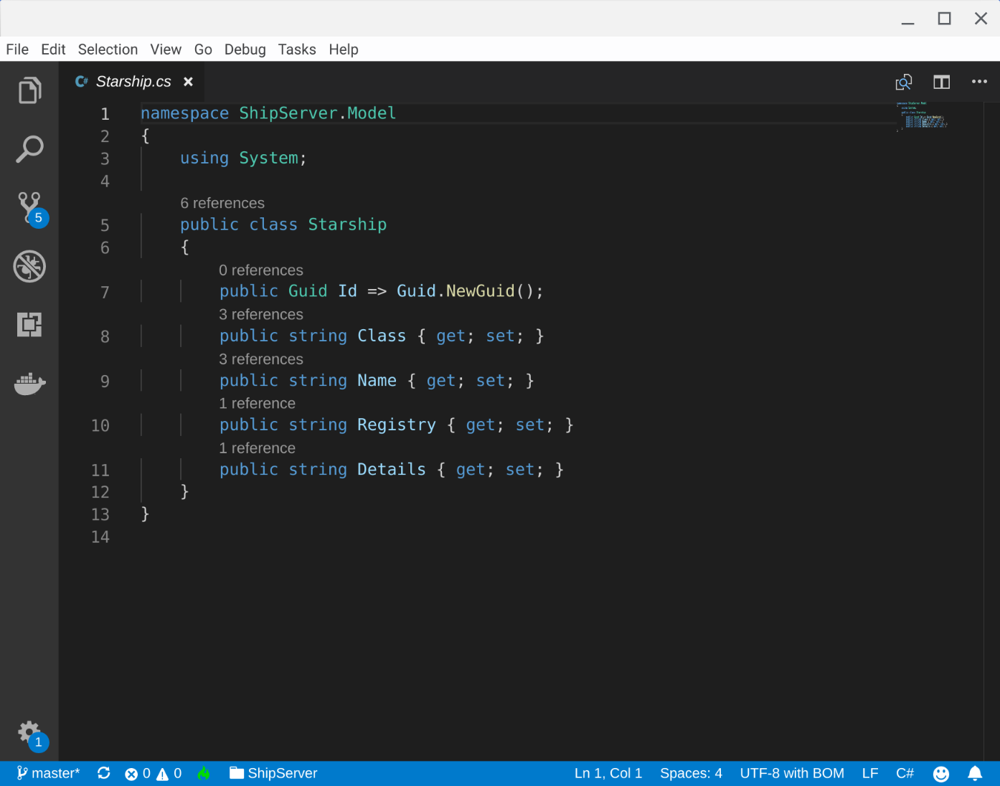 File Edit Selection View Go Debug Tasks Help
C# Starship.cs
1 namespace ShipServer.Model
2 {
3 using System;
4
6 references
5 public class Starship
6 {
0 references
7 public Guid Id => Guid.NewGuid();
3 references
8 public string Class { get; set; }
3 references
9 public string Name { get; set; }
1 reference
10 public string Registry { get; set; }
1 reference
11 public string Details { get; set; }
12 }
13 }
14
5
1
master* 0 0 ShipServer Ln 1, Col 1 Spaces: 4 UTF-8 with BOM LF C#